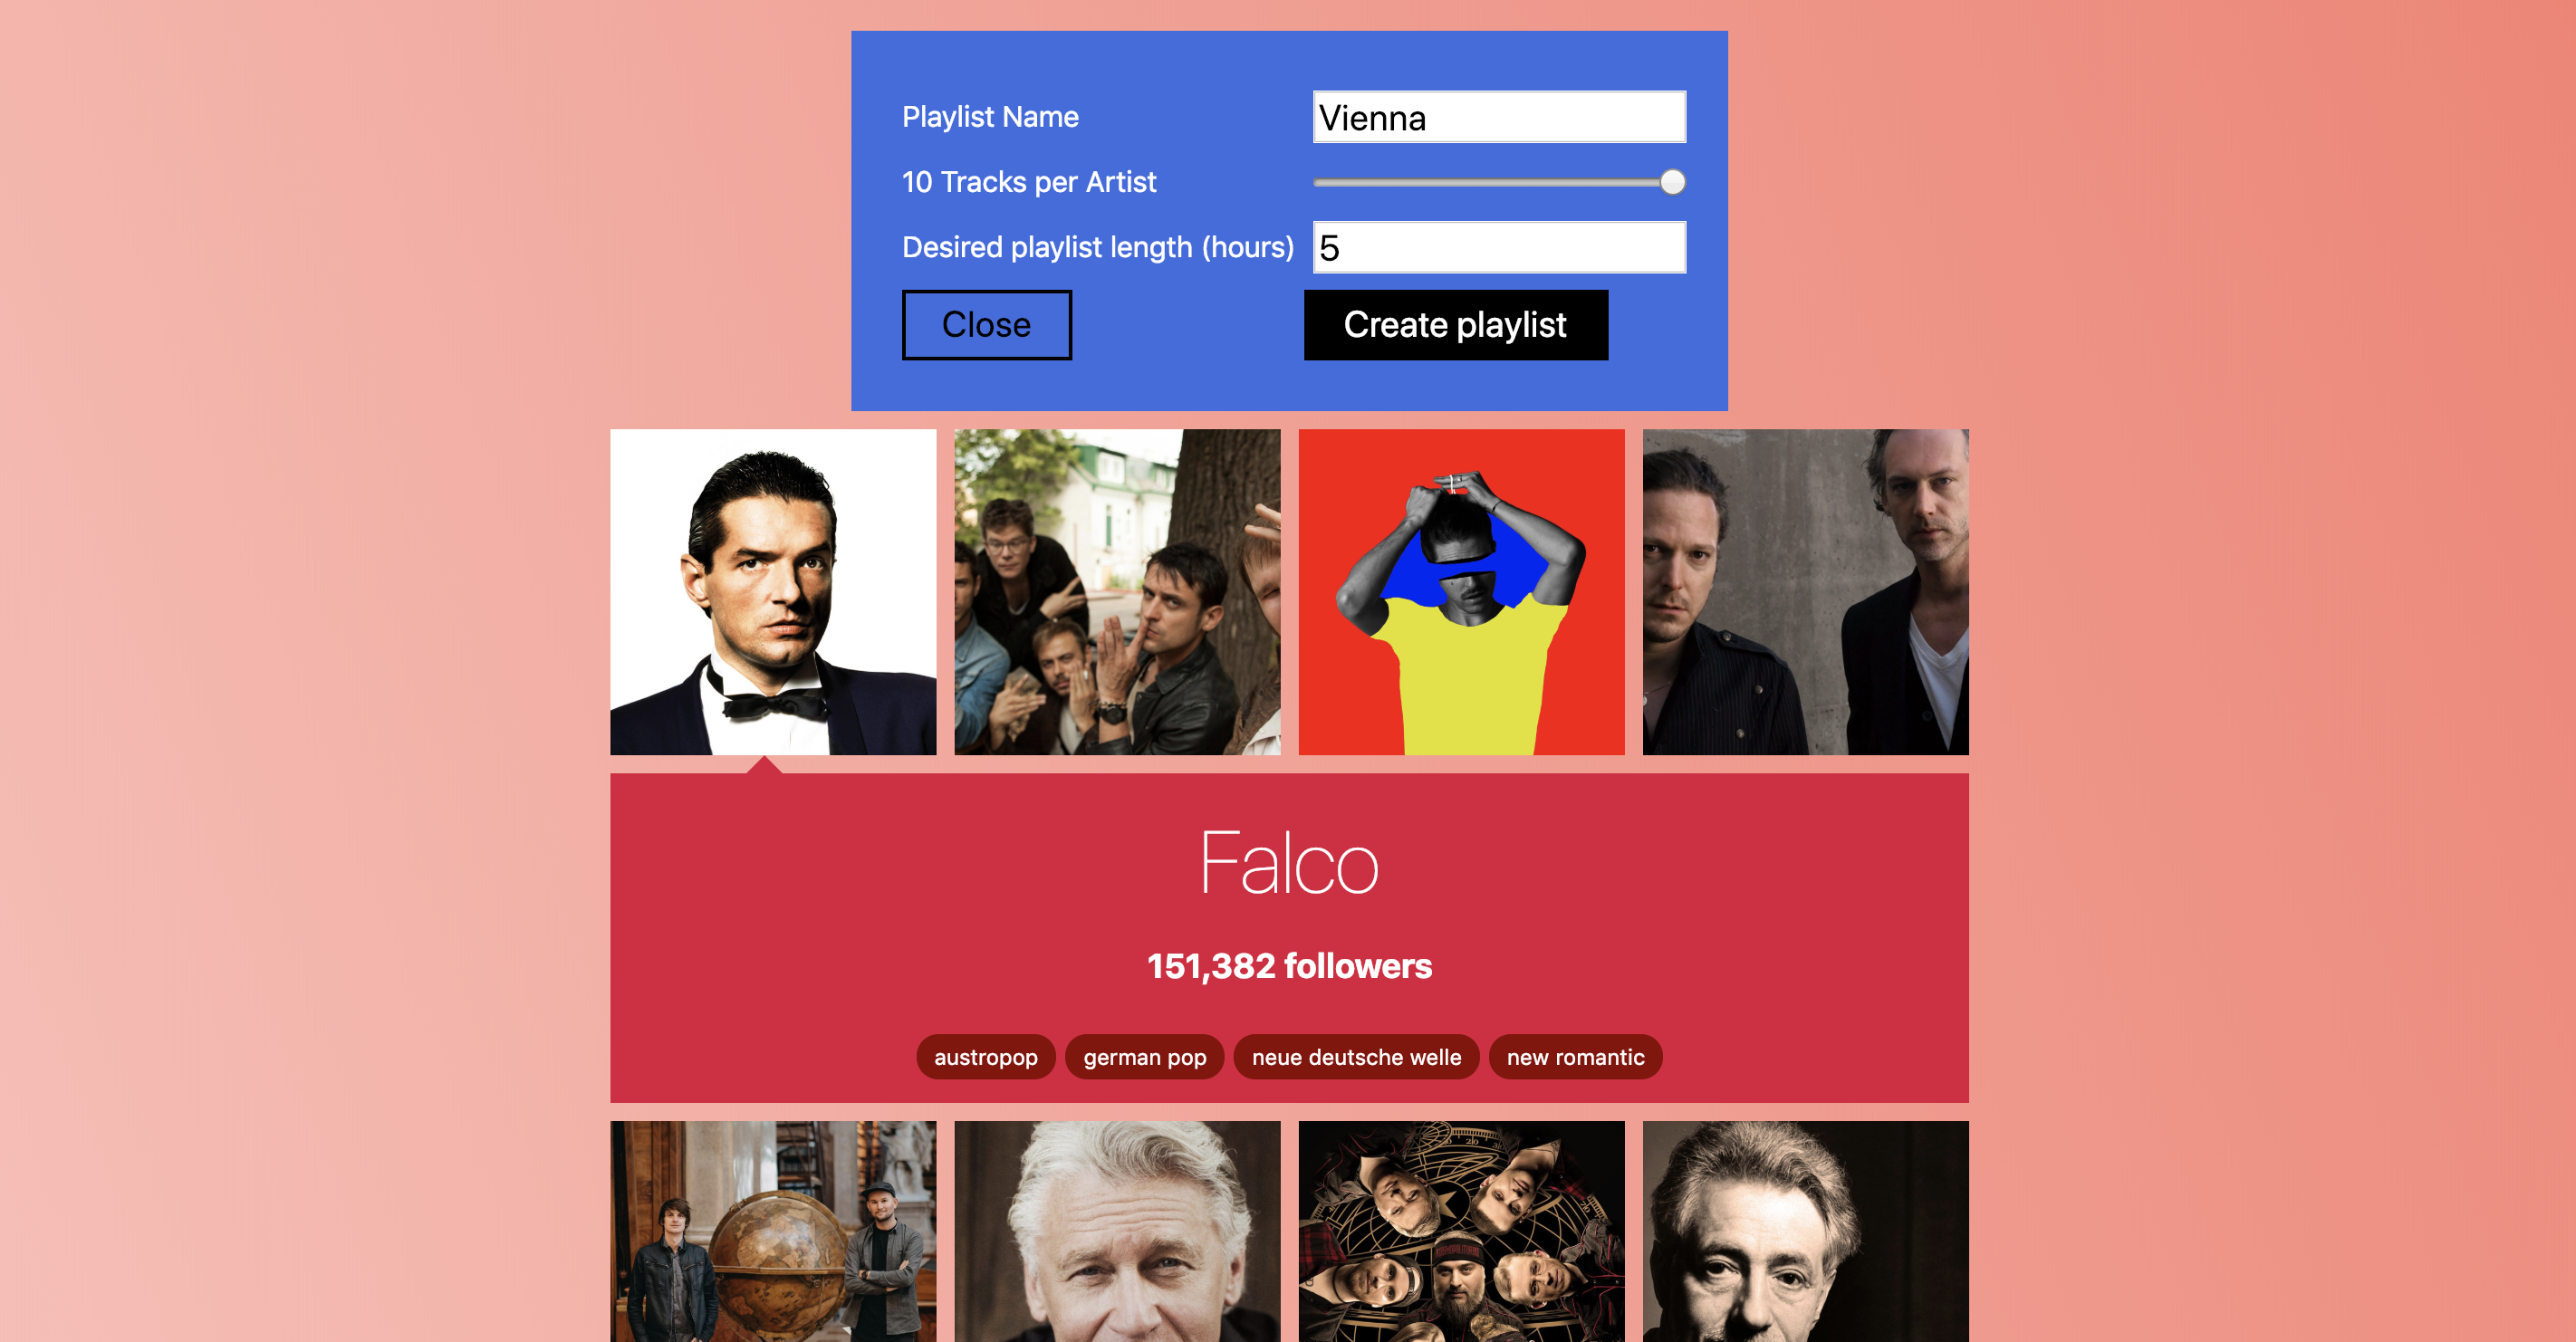 Playlist Name
Vienna
10 Tracks per Artist
Desired playlist length (hours)
5
Close
Create playlist
Falco
151,382 followers
austropop
german pop
neue deutsche welle
new romantic